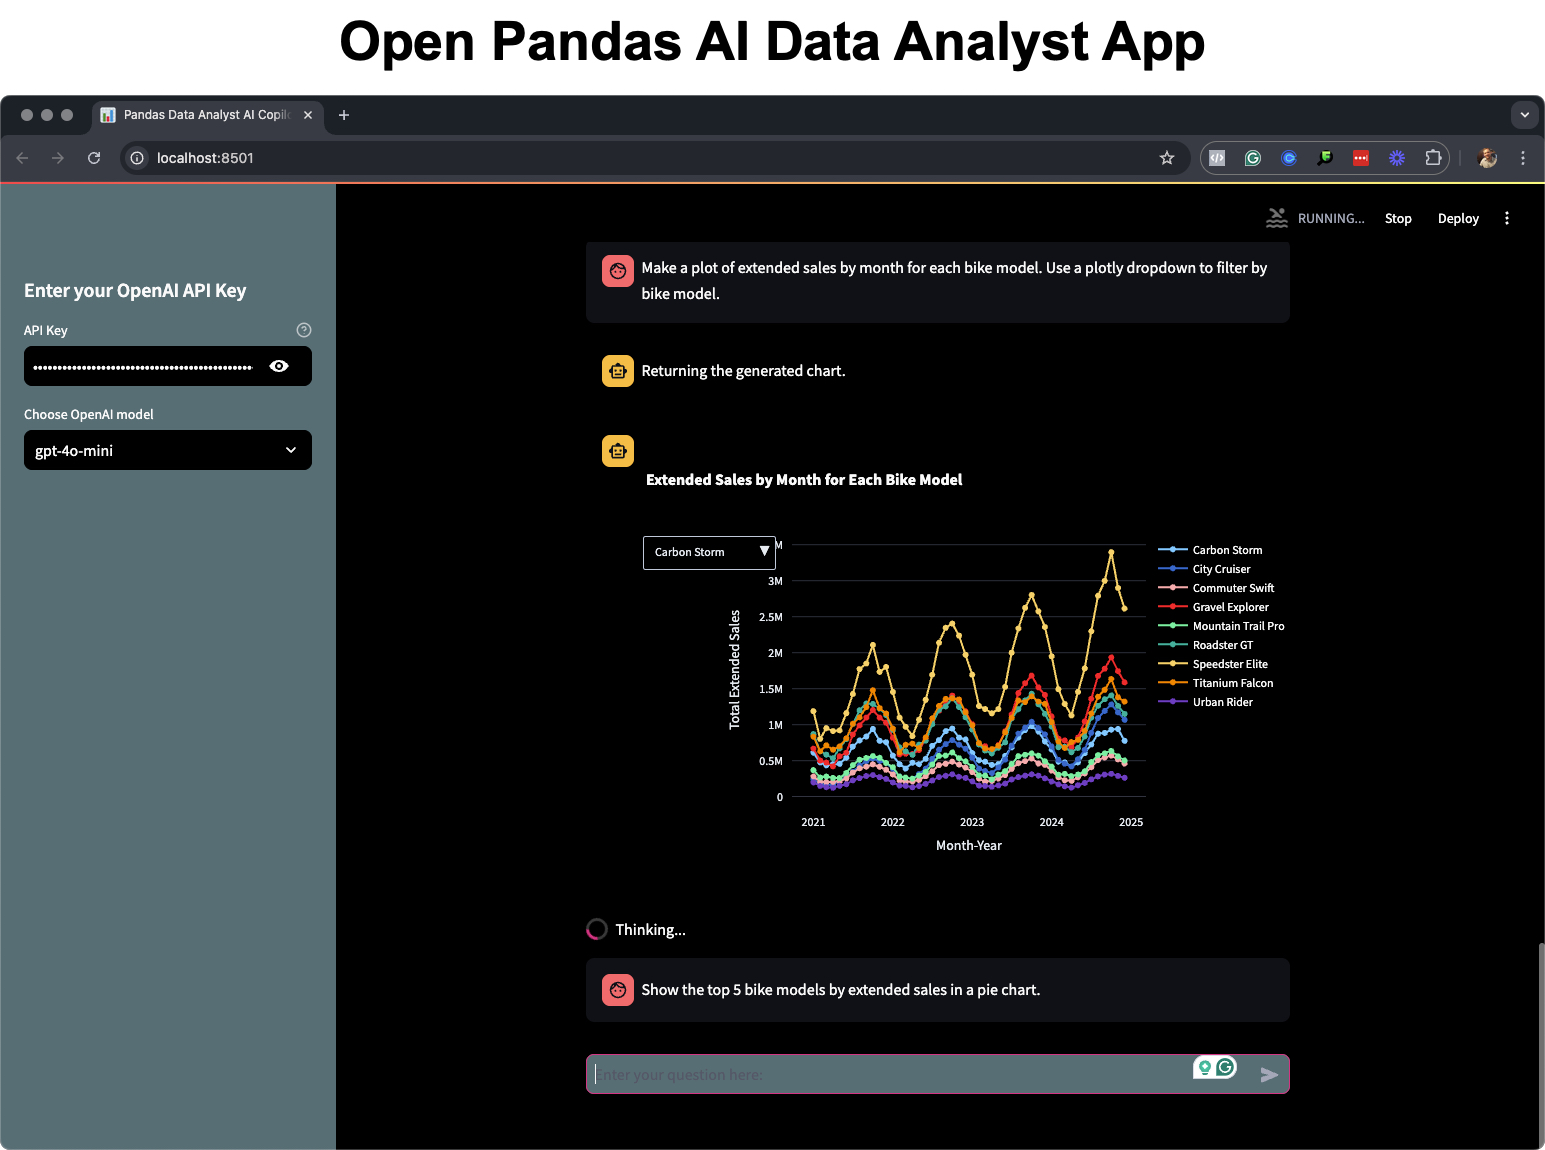 Open Pandas AI Data Analyst App
Pandas Data Analyst AI Copil
localhost:8501
RUNNING...
Stop
Deploy
Enter your OpenAI API Key
API Key
Choose OpenAI model
gpt-4o-mini
Make a plot of extended sales by month for each bike model. Use a plotly dropdown to filter by
bike model.
Returning the generated chart.
Extended Sales by Month for Each Bike Model
Carbon Storm
M
3M
2.5M
2M
1.5M
1M
0.5M
0
Total Extended Sales
2021
2022
2023
2024
2025
Month-Year
Carbon Storm
City Cruiser
Commuter Swift
Gravel Explorer
Mountain Trail Pro
Roadster GT
Speedster Elite
Titanium Falcon
Urban Rider
Thinking...
Show the top 5 bike models by extended sales in a pie chart.
Enter your question here: